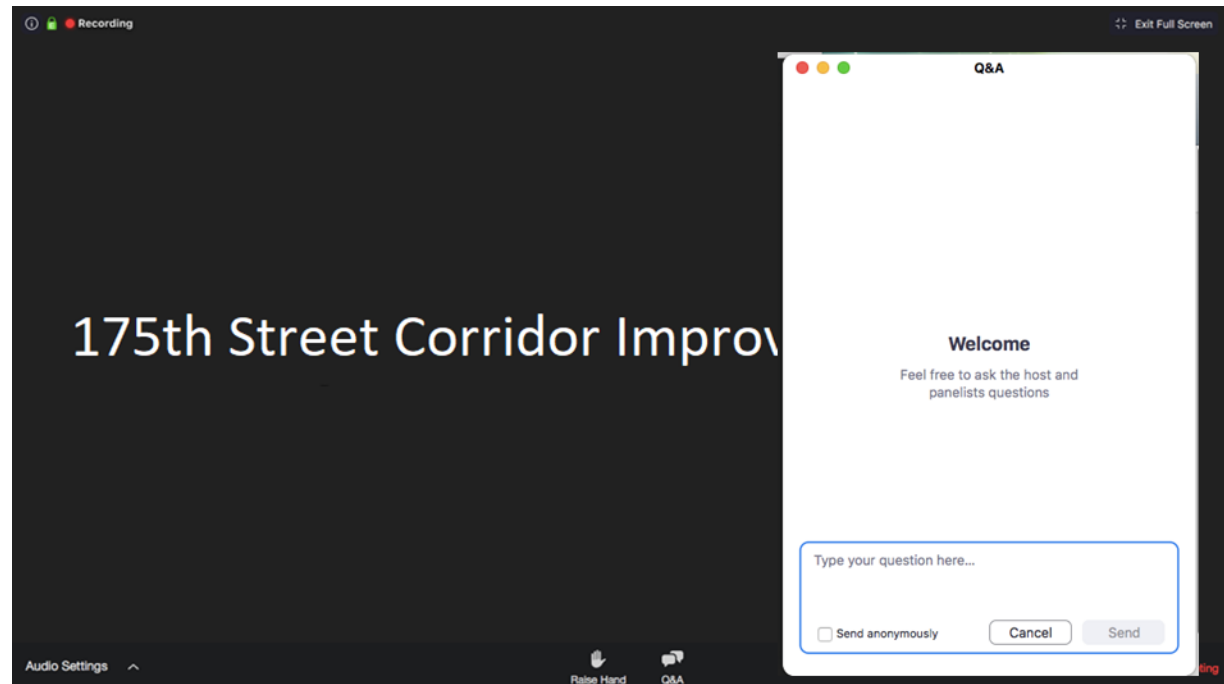 Recording
Exit Full Screen
Q&A
175th Street Corridor Improv
Welcome
Feel free to ask the host and
panelists questions
Type your question here...
Send anonymously
Cancel
Send
Audio Settings
Raise Hand
Q&A
ting